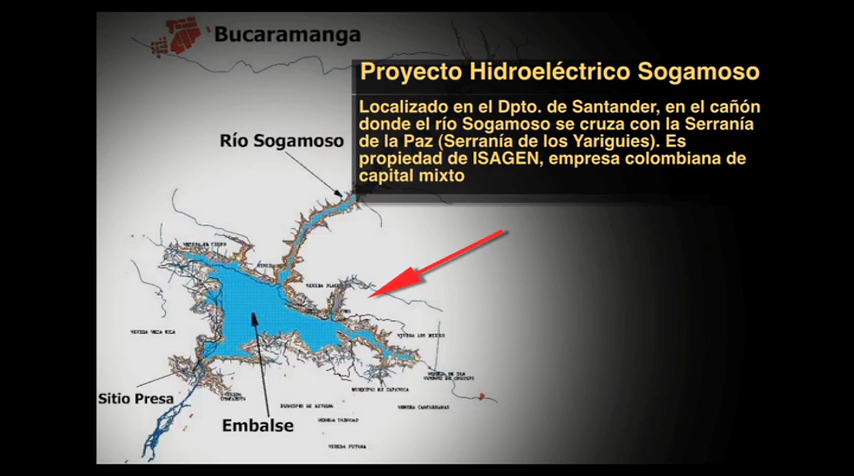 Bucaramanga
Proyecto Hidroeléctrico Sogamoso
Localizado en el Dpto. de Santander, en el cañón
donde el río Sogamoso se cruza con la Serranía
de la Paz (Serranía de los Yariguies). Es
propiedad de ISAGEN, empresa colombiana de
capital mixto
Río Sogamoso
Sitio Presa
Embalse